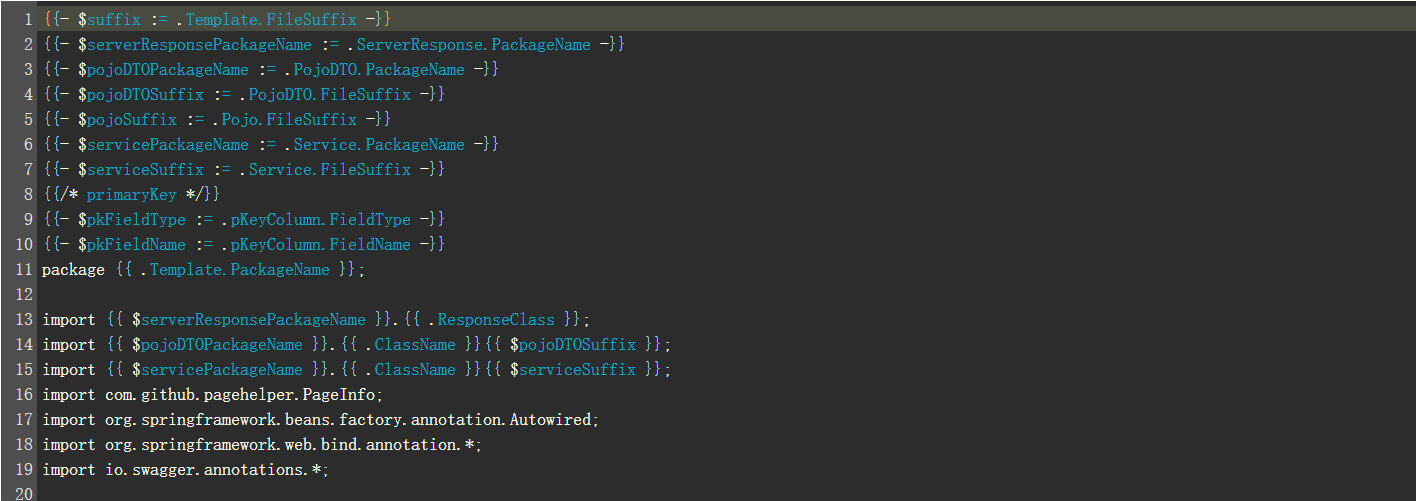 1 {{- $suffix := .Template.FileSuffix -}}
2 {{- $serverResponsePackageName := .ServerResponse.PackageName -}}
3 {{- $pojoDTOPackageName := .PojoDTO.PackageName -}}
4 {{- $pojoDTOSuffix := .PojoDTO.FileSuffix -}}
5 {{- $pojoSuffix := .Pojo.FileSuffix -}}
6 {{- $servicePackageName := .Service.PackageName -}}
7 {{- $serviceSuffix := .Service.FileSuffix -}}
8 {{/* primaryKey */}}
9 {{- $pkFieldType := .pKeyColumn.FieldType -}}
10 {{- $pkFieldName := .pKeyColumn.FieldName -}}
11 package {{ .Template.PackageName }};
12
13 import {{ $serverResponsePackageName }}.{{ .ResponseClass }};
14 import {{ $pojoDTOPackageName }}.{{ .ClassName }}{{ $pojoDTOSuffix }};
15 import {{ $servicePackageName }}.{{ .ClassName }}{{ $serviceSuffix }};
16 import com.github.pagehelper.PageInfo;
17 import org.springframework.beans.factory.annotation.Autowired;
18 import org.springframework.web.bind.annotation.*;
19 import io.swagger.annotations.*;
20